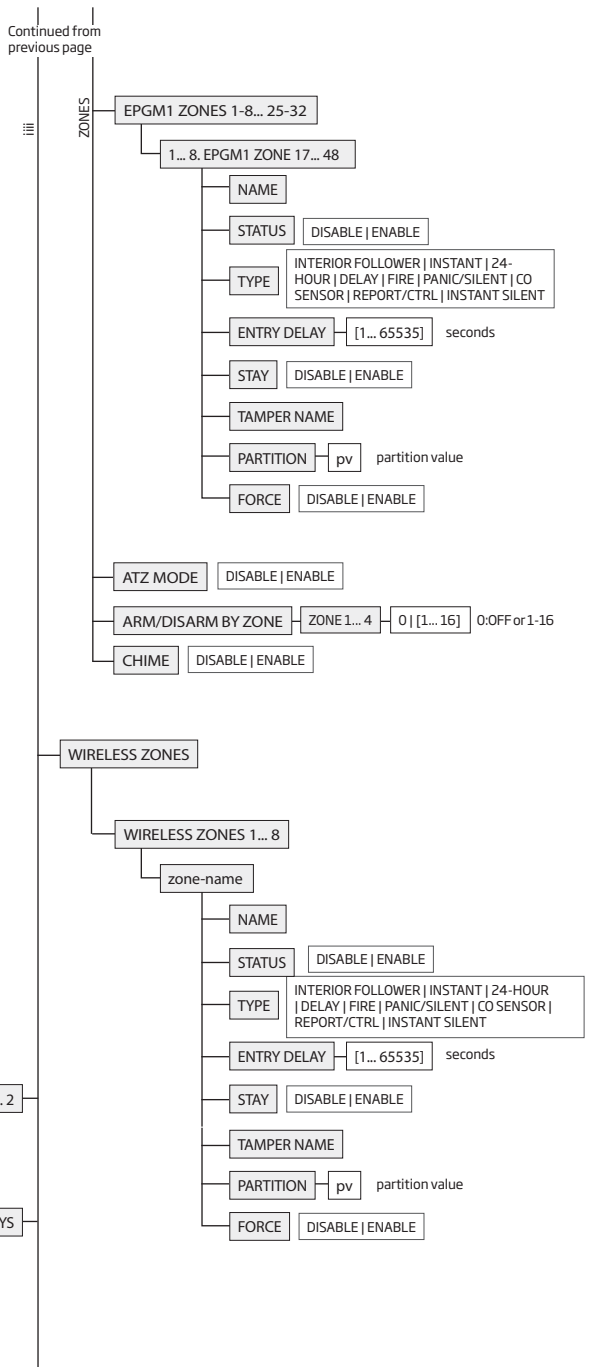 Continued from
previous page
iiii
ZONES
EPGM1 ZONES 1-8... 25-32
1... 8. EPGM1 ZONE 17... 48
NAME
STATUS DISABLE | ENABLE
TYPE
INTERIOR FOLLOWER | INSTANT | 24-
HOUR | DELAY | FIRE | PANIC/SILENT | CO
SENSOR | REPORT/CTRL | INSTANT SILENT
ENTRY DELAY [1... 65535] seconds
STAY DISABLE | ENABLE
TAMPER NAME
PARTITION pv partition value
FORCE DISABLE | ENABLE
ATZ MODE DISABLE | ENABLE
ARM/DISARM BY ZONE ZONE 1... 4 0 | [1... 16] 0:OFF or 1-16
CHIME DISABLE | ENABLE
WIRELESS ZONES
WIRELESS ZONES 1... 8
zone-name
NAME
STATUS DISABLE | ENABLE
TYPE
INTERIOR FOLLOWER | INSTANT | 24-HOUR
| DELAY | FIRE | PANIC/SILENT | CO SENSOR |
REPORT/CTRL | INSTANT SILENT
ENTRY DELAY [1... 65535] seconds
. 2
STAY DISABLE | ENABLE
TAMPER NAME
PARTITION pv partition value
YS
FORCE DISABLE | ENABLE